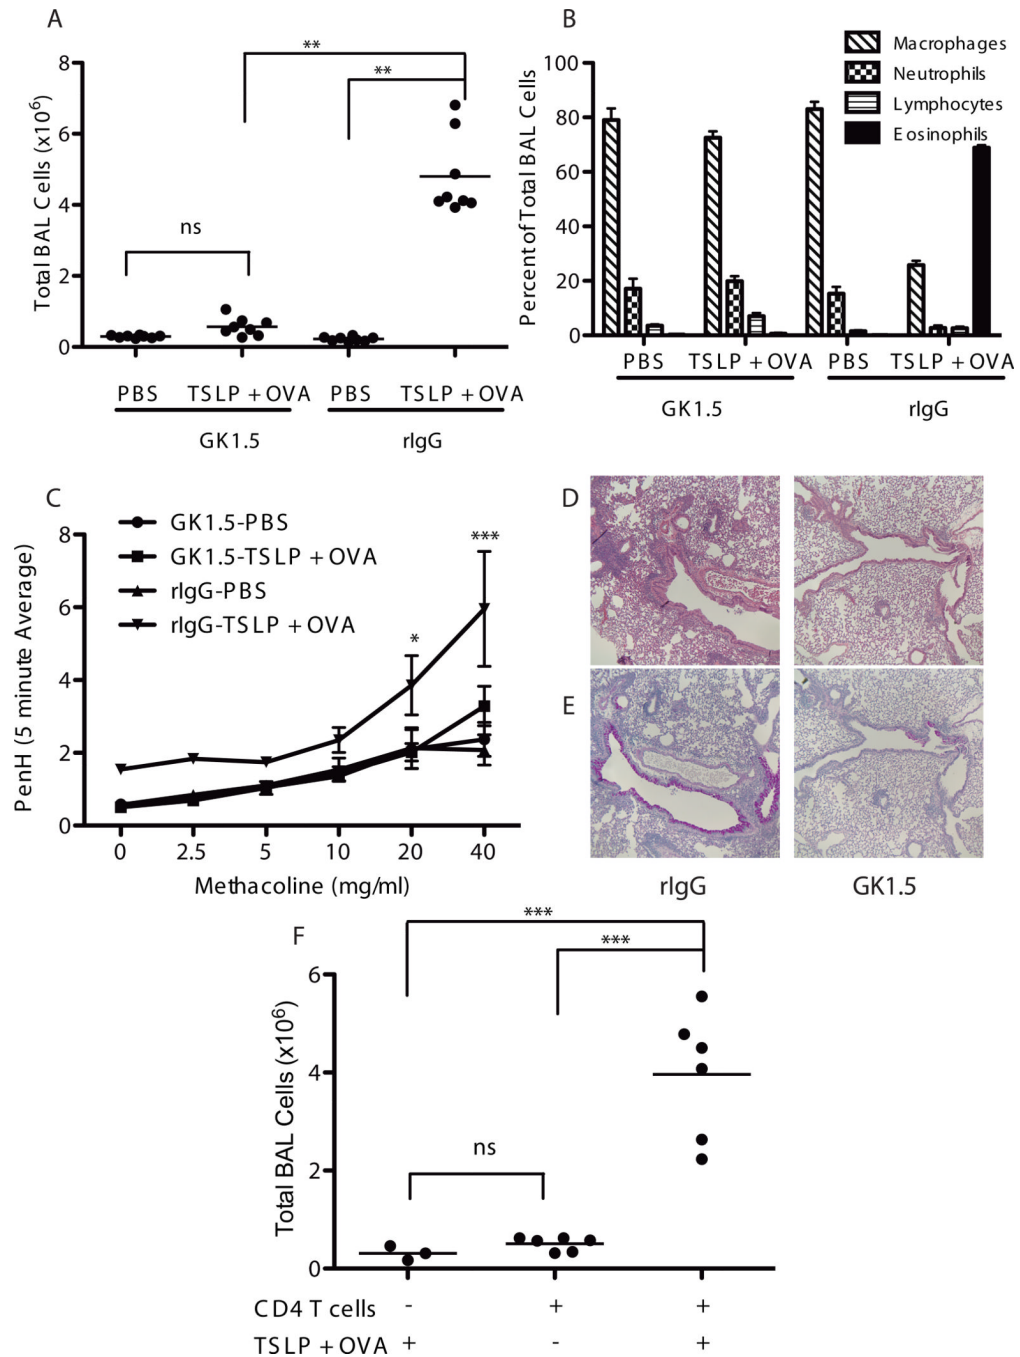 A
Total BAL Cells (x10⁶)
8
6
4
2
0
**
**
ns
PBS TSLP + OVA PBS TSLP + OVA
GK1.5 rIgG
B
Percent of Total BAL Cells
100
80
60
40
20
0
Macrophages
Neutrophils
Lymphocytes
Eosinophils
PBS TSLP + OVA PBS TSLP + OVA
GK1.5 rIgG
C
PenH (5 minute Average)
8
6
4
2
0
GK1.5-PBS
GK1.5-TSLP + OVA
rIgG-PBS
rIgG-TSLP + OVA
*
***
0 2.5 5 10 20 40
Methacoline (mg/ml)
D
E
rIgG GK1.5
F
Total BAL Cells (x10⁶)
6
4
2
0
***
***
ns
CD4 T cells - + +
TSLP + OVA + - +